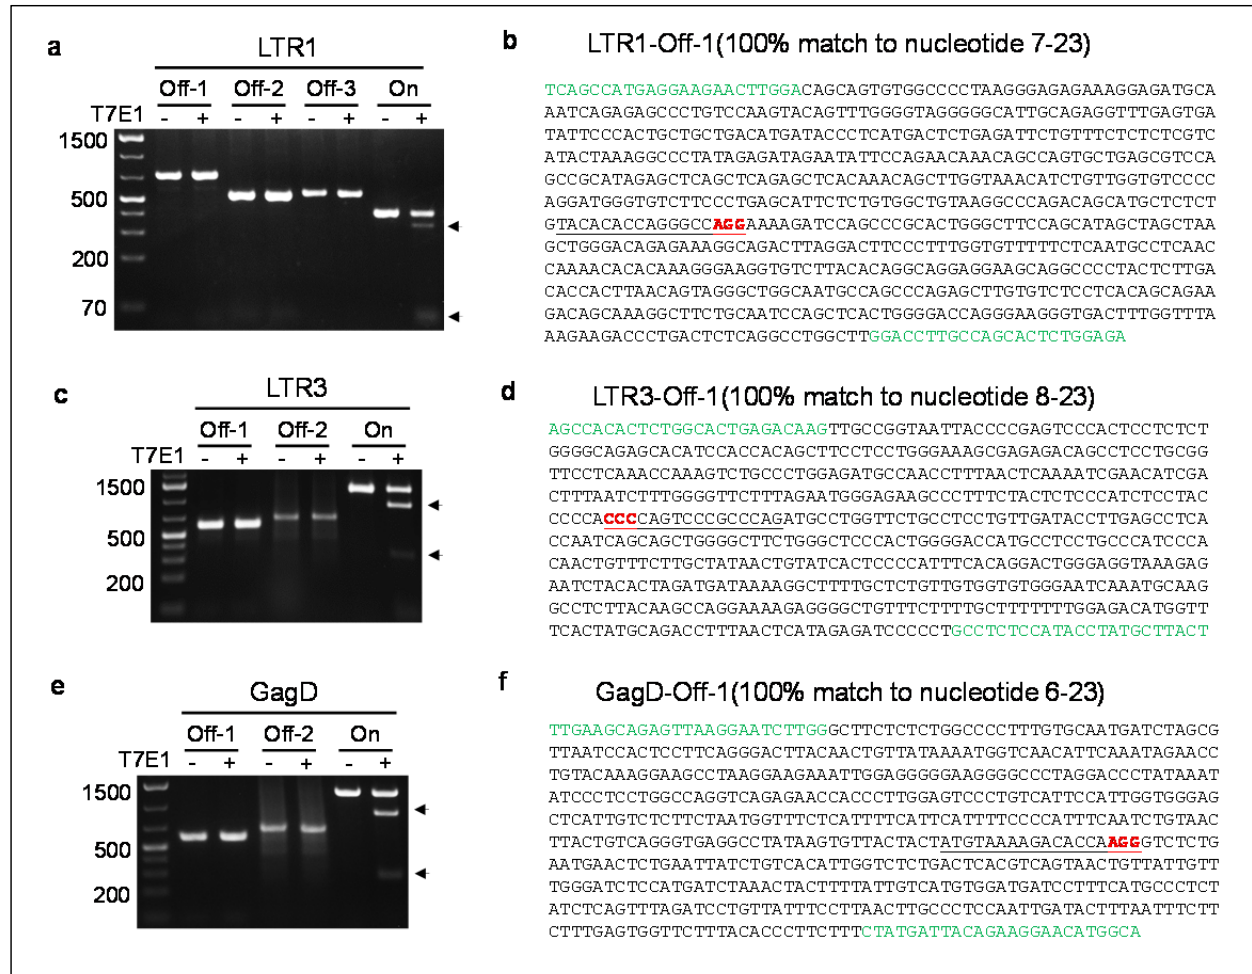 a
LTR1
Off-1 Off-2 Off-3 On
T7E1 - + - + - + - +
1500
500
200
70
b
LTR1-Off-1(100% match to nucleotide 7-23)
TCAGCCATGAGGAAGAACTTGGACAGCAGTGTGGCCCCTAAGGGAGAGAAAGGAGATGCA
AATCAGAGAGCCCTGTCCAAGTACAGTTTGGGGTAGGGGGCATTGCAGAGGTTTGAGTGA
TATTCCCACTGCTGCTGACATGATACCCTCATGACTCTGAGATTCTGTTTCTCTCTCGTC
ATACTAAAGGCCCTATAGAGATAGAATATTCCAGAACAAACAGCCAGTGCTGAGCGTCCA
GCCGCATAGAGCTCAGCTCAGAGCTCACAAACAGCTTGGTAAACATCTGTTGGTGTCCCC
AGGATGGGTGTCTTCCCTGAGCATTCTCTGTGGCTGTAAGGCCCAGACAGCATGCTCTCT
GTACACACCAGGGCCAGGAAAAGATCCAGCCCGCACTGGGCTTCCAGCATAGCTAGCTAA
GCTGGGACAGAGAAAGGCAGACTTAGGACTTCCCTTTGGTGTTTTTCTCAATGCCTCAAC
CAAAACACACAAAGGGAAGGTGTCTTACACAGGCAGGAGGAAGCAGGCCCCTACTCTTGA
CACCACTTAACAGTAGGGCTGGCAATGCCAGCCCAGAGCTTGTGTCTCCTCACAGCAGAA
GACAGCAAAGGCTTCTGCAATCCAGCTCACTGGGGACCAGGGAAGGGTGACTTTGGTTTA
AAGAAGACCCTGACTCTCAGGCCTGGCTTGGACCTTGCCAGCACTCTGGAGA
c
LTR3
Off-1 Off-2 On
T7E1 - + - + - +
1500
500
200
d
LTR3-Off-1(100% match to nucleotide 8-23)
AGCCACACTCTGGCACTGAGACAAGTTGCCGGTAATTACCCCGAGTCCCACTCCTCTCT
GGGGCAGAGCACATCCACCACAGCTTCCTCCTGGGAAAGCGAGAGACAGCCTCCTGCGG
TTCCTCAAACCAAAGTCTGCCCTGGAGATGCCAACCTTTAACTCAAAATCGAACATCGA
CTTTAATCTTTGGGGTTCTTTAGAATGGGAGAAGCCCTTTCTACTCTCCCATCTCCTAC
CCCCACCCCAGTCCCGCCCAGATGCCTGGTTCTGCCTCCTGTTGATACCTTGAGCCTCA
CCAATCAGCAGCTGGGGCTTCTGGGCTCCCACTGGGGACCATGCCTCCTGCCCATCCCA
CAACTGTTTCTTGCTATAACTGTATCACTCCCCATTTCACAGGACTGGGAGGTAAAGAG
AATCTACACTAGATGATAAAAGGCTTTTGCTCTGTTGTGGTGTGGGAATCAAATGCAAG
GCCTCTTACAAGCCAGGAAAAGAGGGGCTGTTTCTTTTGCTTTTTTTGGAGACATGGTT
TCACTATGCAGACCTTTAACTCATAGAGATCCCCCTGCCTCTCCATACCTATGCTTACT
e
GagD
Off-1 Off-2 On
T7E1 - + - + - +
1500
500
200
f
GagD-Off-1(100% match to nucleotide 6-23)
TTGAAGCAGAGTTAAGGAATCTTGGGCTTCTCTCTGGCCCCTTTGTGCAATGATCTAGCG
TTAATCCACTCCTTCAGGGACTTACAACTGTTATAAAATGGTCAACATTCAAATAGAACC
TGTACAAAGGAAGCCTAAGGAAGAAATTGGAGGGGGAAGGGGCCCTAGGACCCTATAAAT
ATCCCTCCTGGCCAGGTCAGAGAACCACCCTTGGAGTCCCTGTCATTCCATTGGTGGGAG
CTCATTGTCTCTTCTAATGGTTTCTCATTTTCATTCATTTTCCCCATTTCAATCTGTAAC
TTACTGTCAGGGTGAGGCCTATAAGTGTTACTACTATGTAAAAGACACCAAGGGTCTCTG
AATGAACTCTGAATTATCTGTCACATTGGTCTCTGACTCACGTCAGTAACTGTTATTGTT
TGGGATCTCCATGATCTAAACTACTTTTATTGTCATGTGGATGATCCTTTCATGCCCTCT
ATCTCAGTTTAGATCCTGTTATTTCCTTAACTTGCCCTCCAATTGATACTTTAATTTCTT
CTTTGAGTGGTTCTTTACACCCTTCTTTCTATGATTACAGAAGGAACATGGCA